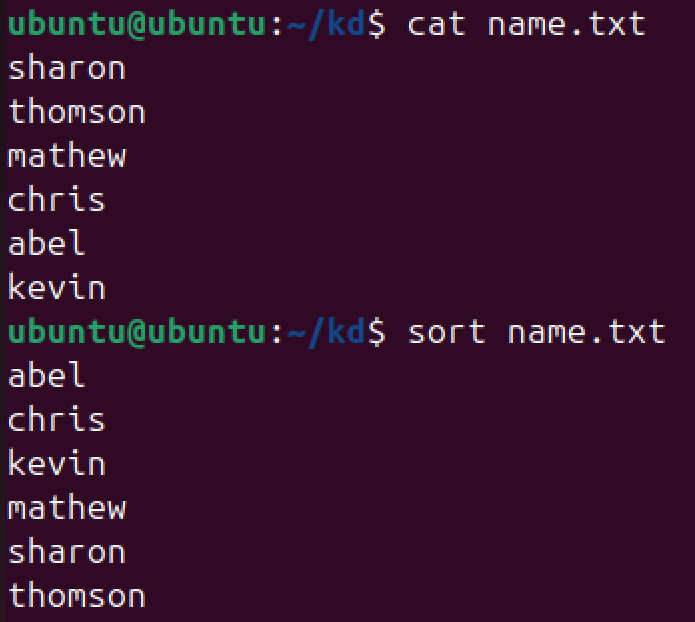 ubuntu@ubuntu:~/kd$ cat name.txt
sharon
thomson
mathew
chris
abel
kevin
ubuntu@ubuntu:~/kd$ sort name.txt
abel
chris
kevin
mathew
sharon
thomson